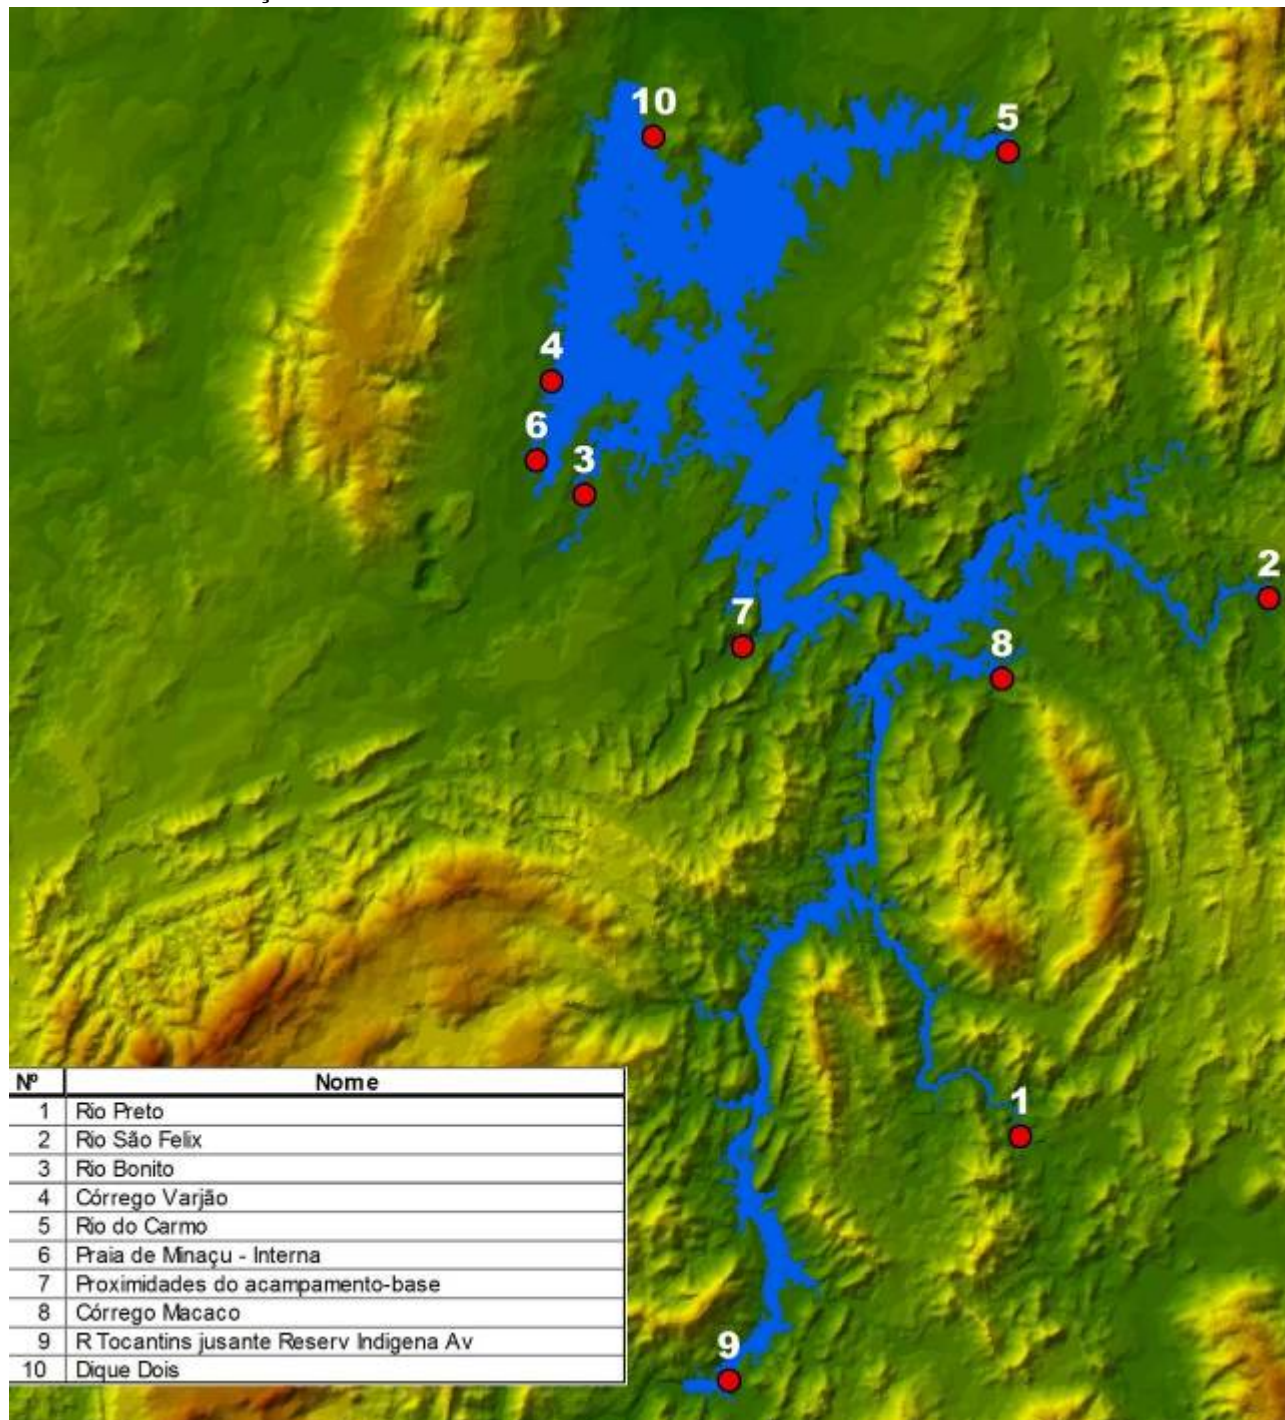 10
5
4
6
3
2
7
8
1
Nº Nome
1 Rio Preto
2 Rio São Felix
3 Rio Bonito
4 Córrego Varjão
5 Rio do Carmo
6 Praia de Minaçu - Interna
7 Proximidades do acampamento-base
8 Córrego Macaco
9 R Tocantins jusante Reserv Indigena Av
10 Dique Dois
9